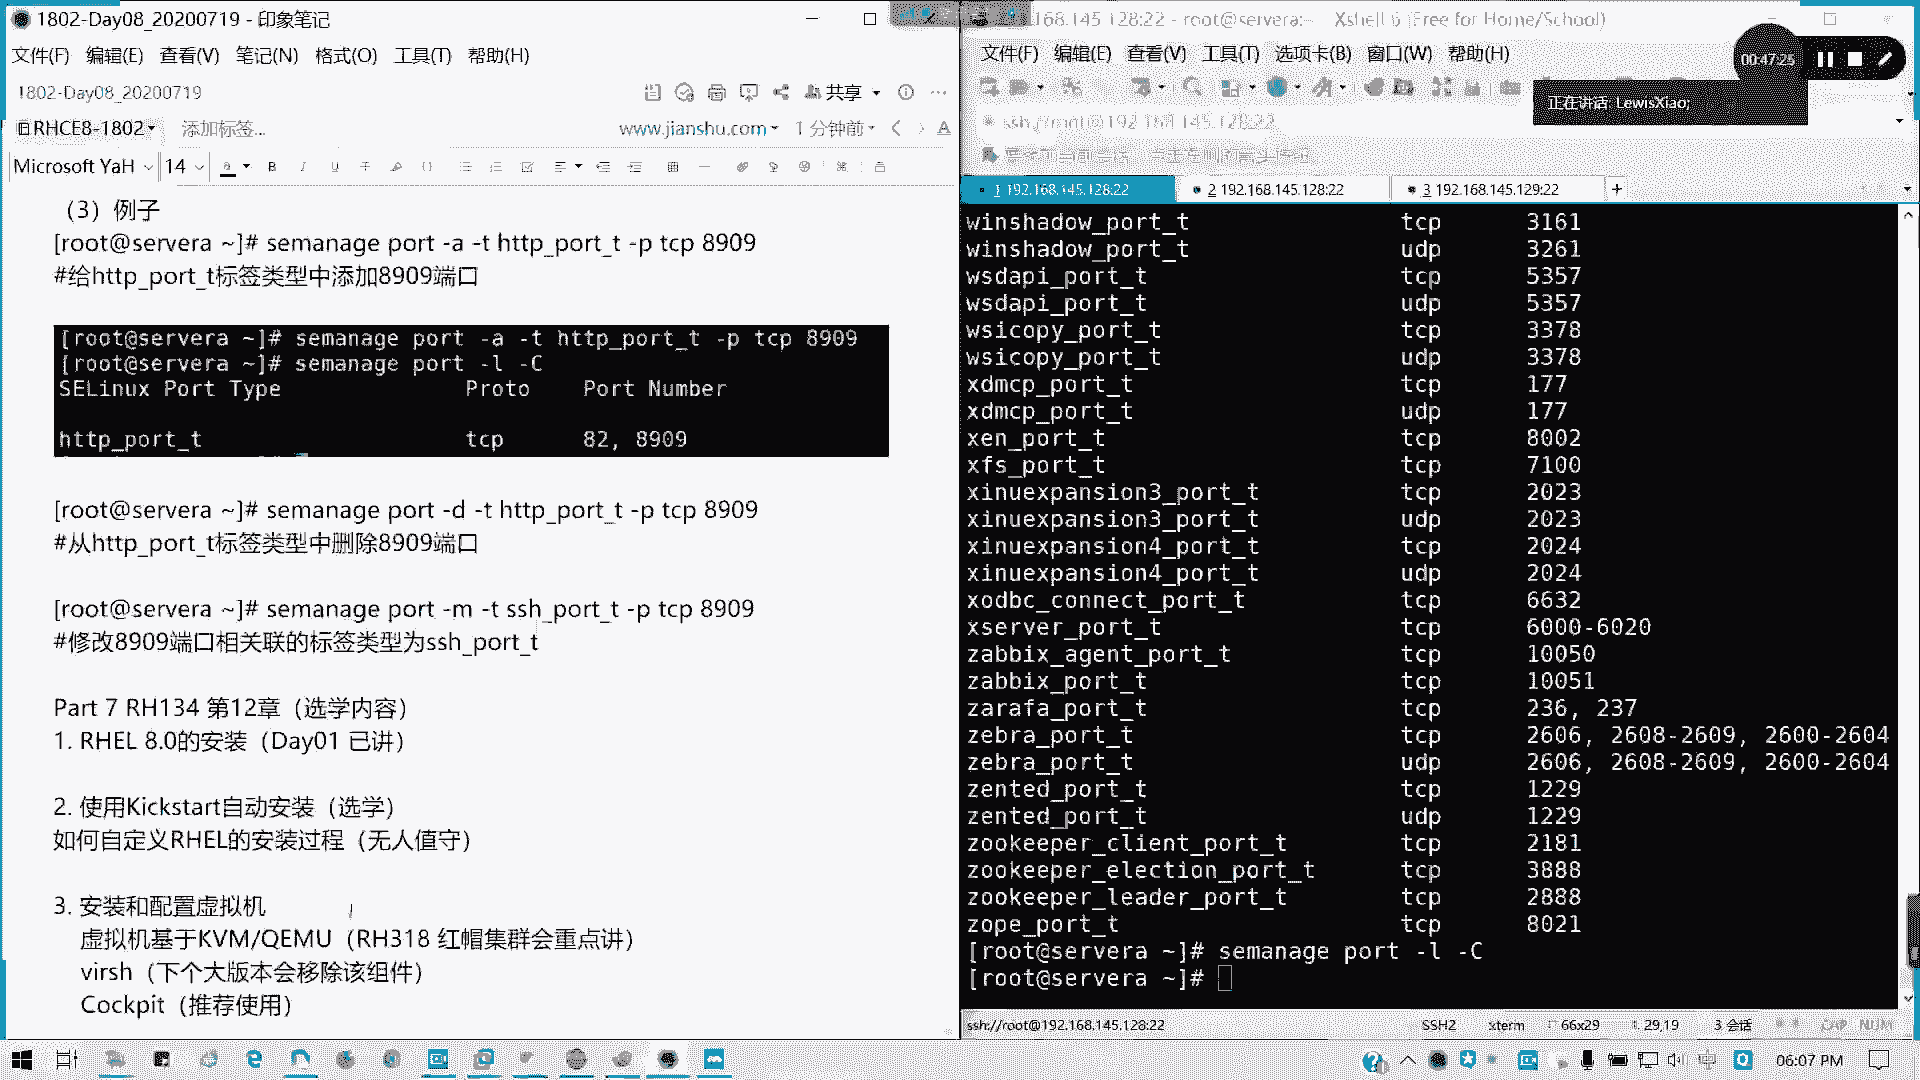 1802-Day08_20200719 - 印象笔记
文件(F) 编辑(E) 查看(V) 笔记(N) 格式(O) 工具(T) 帮助(H)
1802-Day08_20200719
共享
RHCE8-1802
添加标签...
www.jianshu.com
1 分钟前
Microsoft YaH
14
（3）例子
[root@servera ~]# semanage port -a -t http_port_t -p tcp 8909
#给http_port_t标签类型中添加8909端口
[root@servera ~]# semanage port -a -t http_port_t -p tcp 8909
[root@servera ~]# semanage port -l -C
SELinux Port Type Proto Port Number
http_port_t tcp 82, 8909
[root@servera ~]# semanage port -d -t http_port_t -p tcp 8909
#从http_port_t标签类型中删除8909端口
[root@servera ~]# semanage port -m -t ssh_port_t -p tcp 8909
#修改8909端口相关联的标签类型为ssh_port_t
Part 7 RH134 第12章（选学内容）
1. RHEL 8.0的安装（Day01 已讲）
2. 使用Kickstart自动安装（选学）
如何自定义RHEL的安装过程（无人值守）
3. 安装和配置虚拟机
虚拟机基于KVM/QEMU（RH318 红帽集群会重点讲）
virsh（下个大版本会移除该组件）
Cockpit（推荐使用）
168.145.128:22 - root@servera:~ Xshell 6 (Free for Home/School)
文件(F) 编辑(E) 查看(V) 工具(T) 选项卡(B) 窗口(W) 帮助(H)
00:47:25
正在讲话: LewisXiao;
ssh://root@192.168.145.128:22
1 192.168.145.128:22
2 192.168.145.128:22
3 192.168.145.129:22
winshadow_port_t tcp 3161
winshadow_port_t udp 3261
wsdapi_port_t tcp 5357
wsdapi_port_t udp 5357
wsicopy_port_t tcp 3378
wsicopy_port_t udp 3378
xdmcp_port_t tcp 177
xdmcp_port_t udp 177
xen_port_t tcp 8002
xfs_port_t tcp 7100
xinuexpansion3_port_t tcp 2023
xinuexpansion3_port_t udp 2023
xinuexpansion4_port_t tcp 2024
xinuexpansion4_port_t udp 2024
xodbc_connect_port_t tcp 6632
xserver_port_t tcp 6000-6020
zabbix_agent_port_t tcp 10050
zabbix_port_t tcp 10051
zarafa_port_t tcp 236, 237
zebra_port_t tcp 2606, 2608-2609, 2600-2604
zebra_port_t udp 2606, 2608-2609, 2600-2604
zented_port_t tcp 1229
zented_port_t udp 1229
zookeeper_client_port_t tcp 2181
zookeeper_election_port_t tcp 3888
zookeeper_leader_port_t tcp 2888
zope_port_t tcp 8021
[root@servera ~]# semanage port -l -C
[root@servera ~]#
ssh://root@192.168.145.128:22
SSH2 xterm 66x29 29,19 3 会话 CAP NUM
06:07 PM